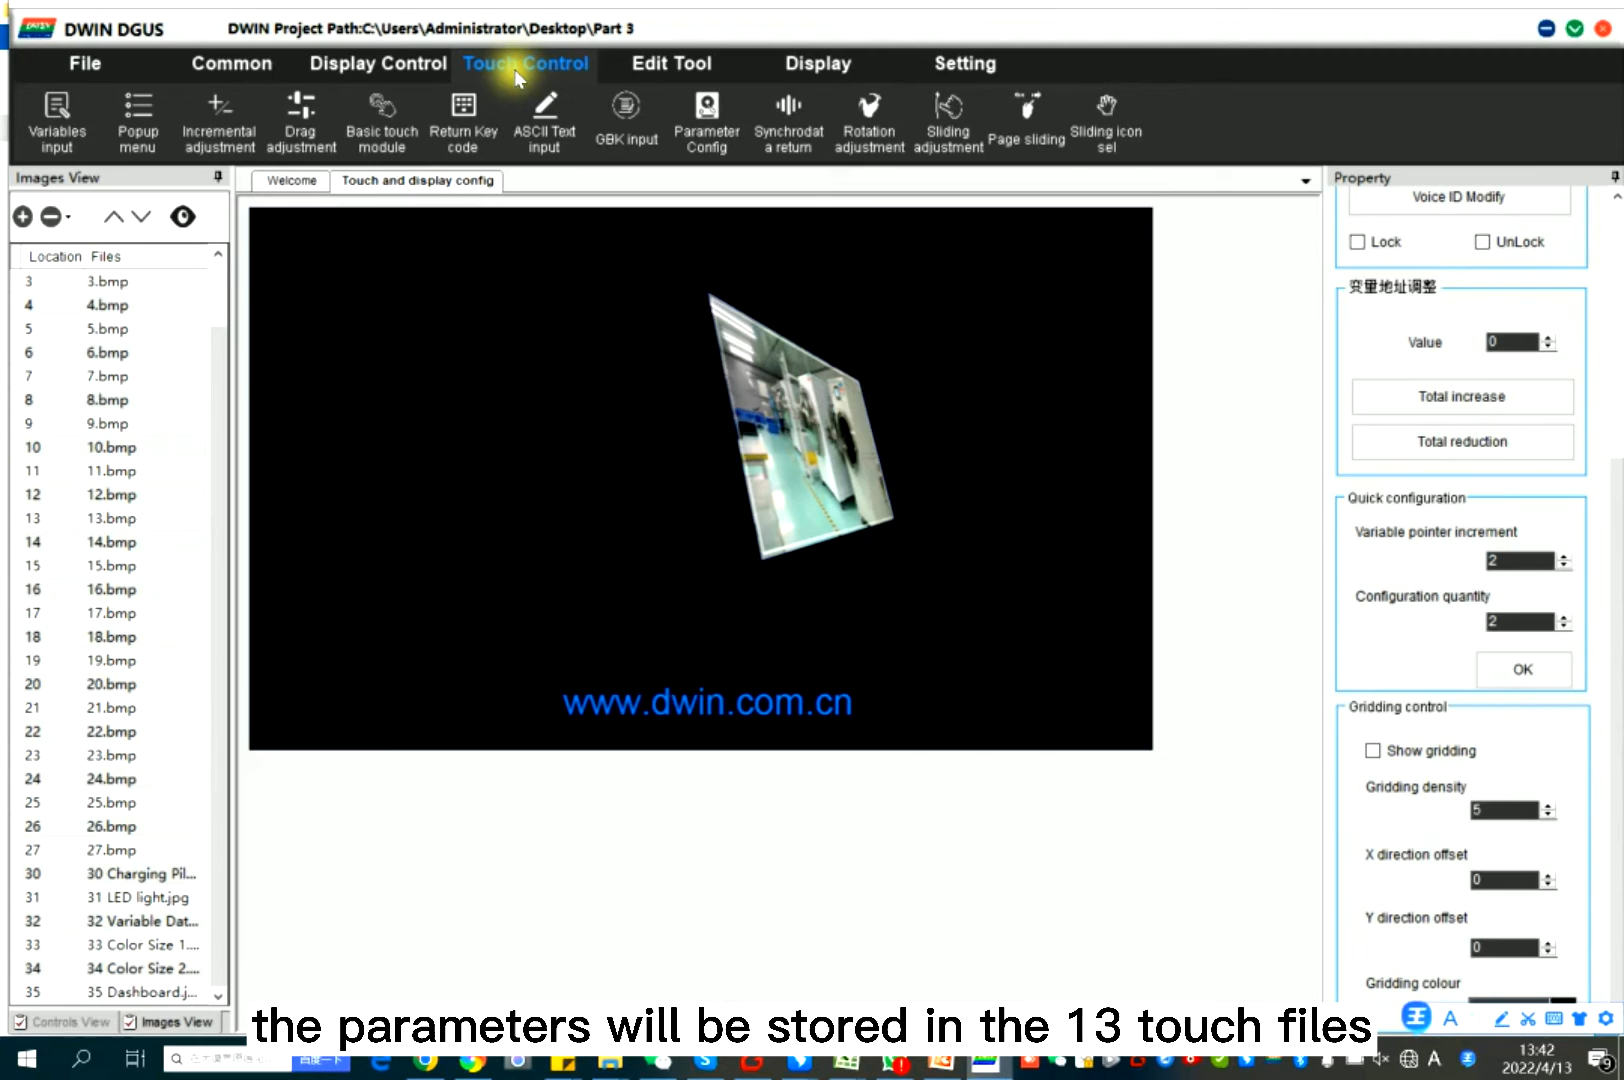 DWIN DGUS
DWIN Project Path:C:\Users\Administrator\Desktop\Part 3
File Common Display Control Touch Control Edit Tool Display Setting
Variables input
Popup menu
Incremental adjustment
Drag adjustment
Basic touch module
Return Key code
ASCII Text input
GBK input
Parameter Config
Synchrodat a return
Rotation adjustment
Sliding adjustment
Page sliding
Sliding icon sel
Images View
Location Files
3 3.bmp
4 4.bmp
5 5.bmp
6 6.bmp
7 7.bmp
8 8.bmp
9 9.bmp
10 10.bmp
11 11.bmp
12 12.bmp
13 13.bmp
14 14.bmp
15 15.bmp
16 16.bmp
17 17.bmp
18 18.bmp
19 19.bmp
20 20.bmp
21 21.bmp
22 22.bmp
23 23.bmp
24 24.bmp
25 25.bmp
26 26.bmp
27 27.bmp
30 30 Charging Pil...
31 31 LED light.jpg
32 32 Variable Dat...
33 33 Color Size 1....
34 34 Color Size 2....
35 35 Dashboard.j...
Controls View Images View
Welcome Touch and display config
www.dwin.com.cn
Property
Voice ID Modify
Lock UnLock
变量地址调整
Value 0
Total increase
Total reduction
Quick configuration
Variable pointer increment
2
Configuration quantity
2
OK
Gridding control
Show gridding
Gridding density
5
X direction offset
0
Y direction offset
0
Gridding colour
the parameters will be stored in the 13 touch files
百度一下
13:42
2022/4/13